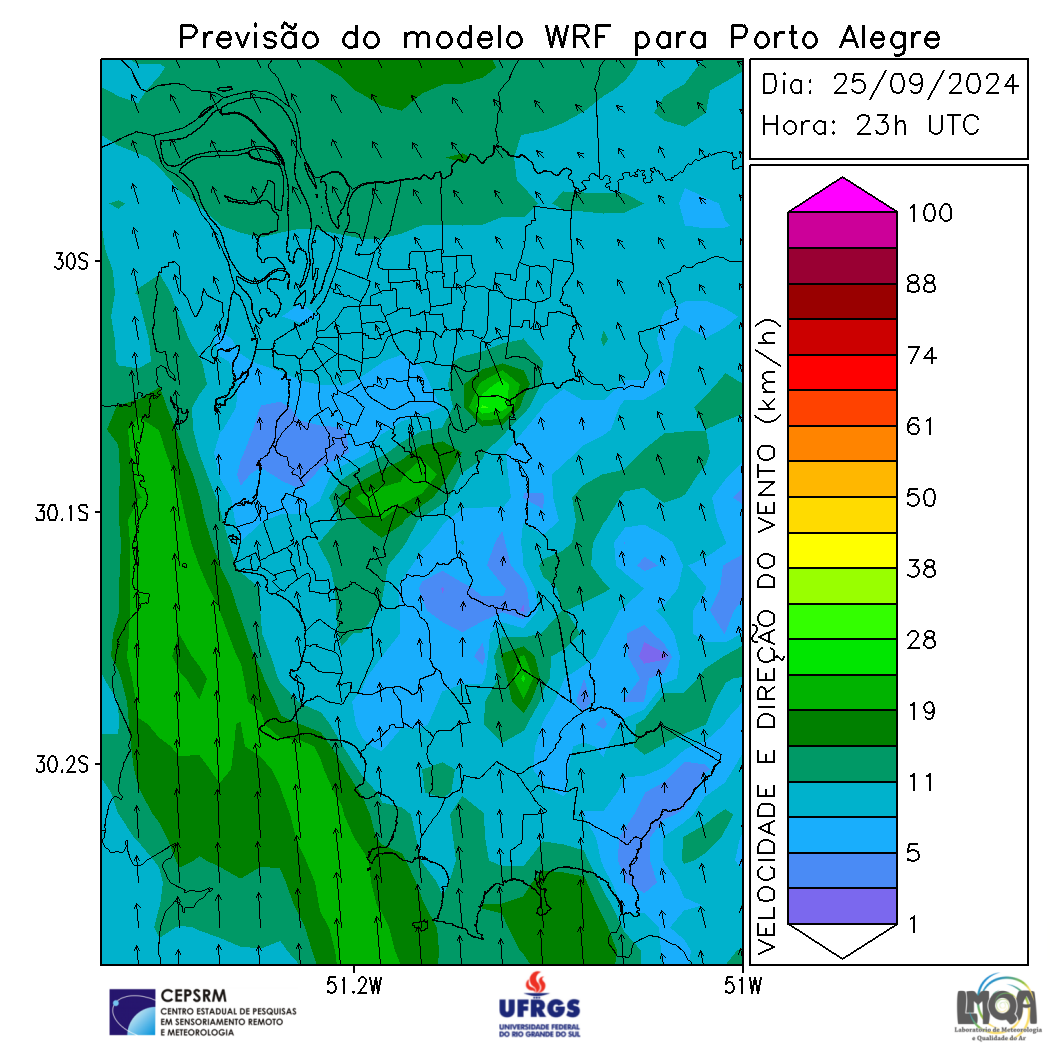 Previsão do modelo WRF para Porto Alegre
Dia: 25/09/2024
Hora: 23h UTC
30S
30.1S
30.2S
51.2W
51W
VELOCIDADE E DIREÇÃO DO VENTO (km/h)
100
88
74
61
50
38
28
19
11
5
1
CEPSRM
CENTRO ESTADUAL DE PESQUISAS
EM SENSORIAMENTO REMOTO
E METEOROLOGIA
UFRGS
UNIVERSIDADE FEDERAL
DO RIO GRANDE DO SUL
LMQA
Laboratório de Meteorologia
e Qualidade do Ar